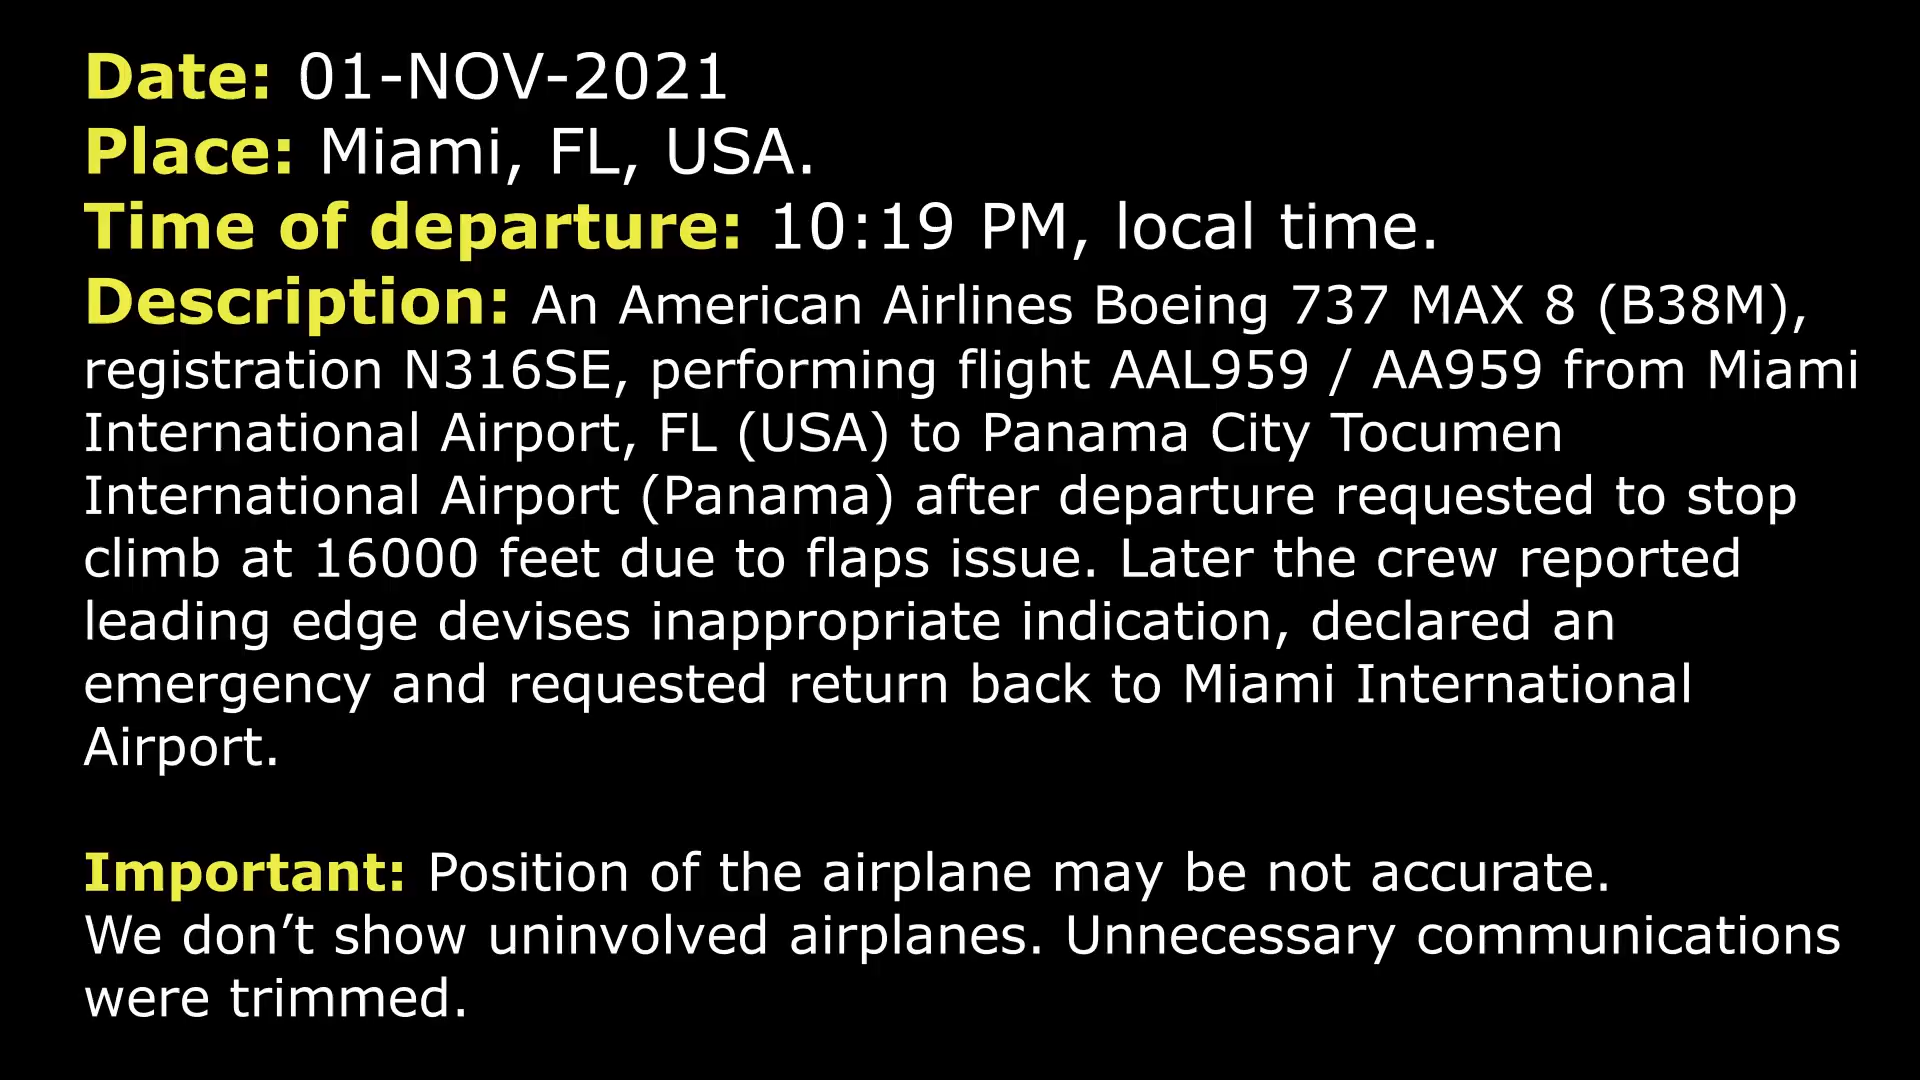 Date: 01-NOV-2021
Place: Miami, FL, USA.
Time of departure: 10:19 PM, local time.
Description: An American Airlines Boeing 737 MAX 8 (B38M),
registration N316SE, performing flight AAL959 / AA959 from Miami
International Airport, FL (USA) to Panama City Tocumen
International Airport (Panama) after departure requested to stop
climb at 16000 feet due to flaps issue. Later the crew reported
leading edge devises inappropriate indication, declared an
emergency and requested return back to Miami International
Airport.
Important: Position of the airplane may be not accurate.
We don’t show uninvolved airplanes. Unnecessary communications
were trimmed.